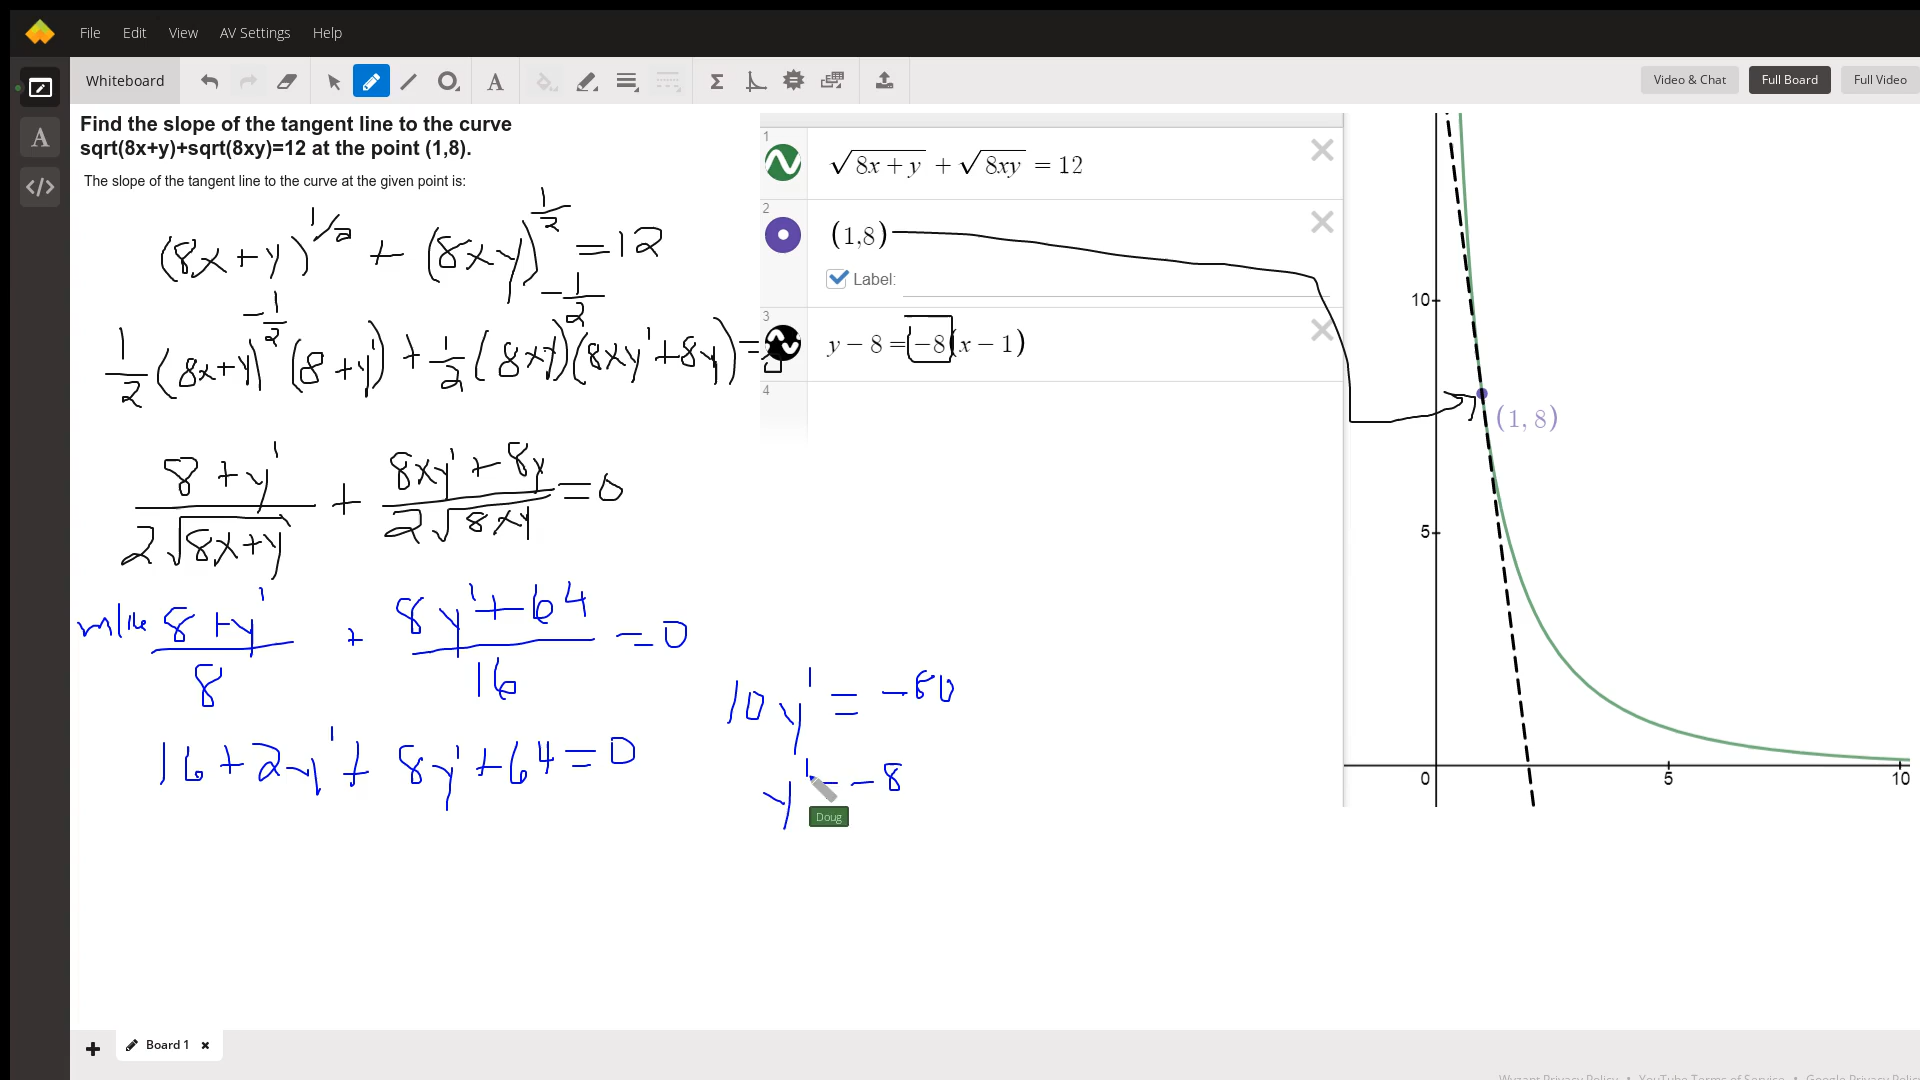 File Edit View AV Settings Help
Whiteboard
A
Σ
Video & Chat Full Board Full Video
A
</>
Find the slope of the tangent line to the curve
sqrt(8x+y)+sqrt(8xy)=12 at the point (1,8).
The slope of the tangent line to the curve at the given point is:
(8x+y)^1/2 + (8xy)^1/2 = 12
1/2 (8x+y)^-1/2 (8+y') + 1/2 (8xy)^-1/2 (8xy'+8y) = 0
8+y' / 2√8x+y + 8xy'+8y / 2√8xy = 0
8+y' / 8 + 8y'+64 / 16 = 0
16+2y'+8y'+64=0
10y' = -80
y' = -8
Doug
1
√8x+y + √8xy = 12
2
(1,8)
Label:
3
y−8=−8(x−1)
4
10
5
(1, 8)
0 5 10
+ Board 1 ×